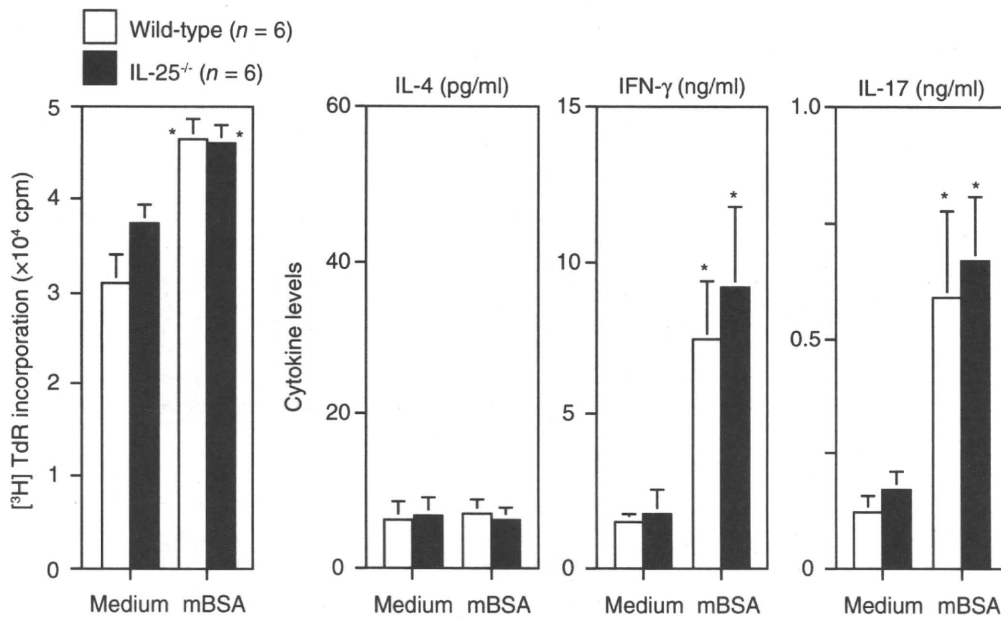 Wild-type (n = 6)
IL-25-/- (n = 6)
[³H] TdR incorporation (×10⁴ cpm)
5
4
3
2
1
0
* *
Medium mBSA
Cytokine levels
IL-4 (pg/ml)
60
40
20
0
Medium mBSA
IFN-γ (ng/ml)
15
10
5
0
* *
Medium mBSA
IL-17 (ng/ml)
1.0
0.5
0
* *
Medium mBSA